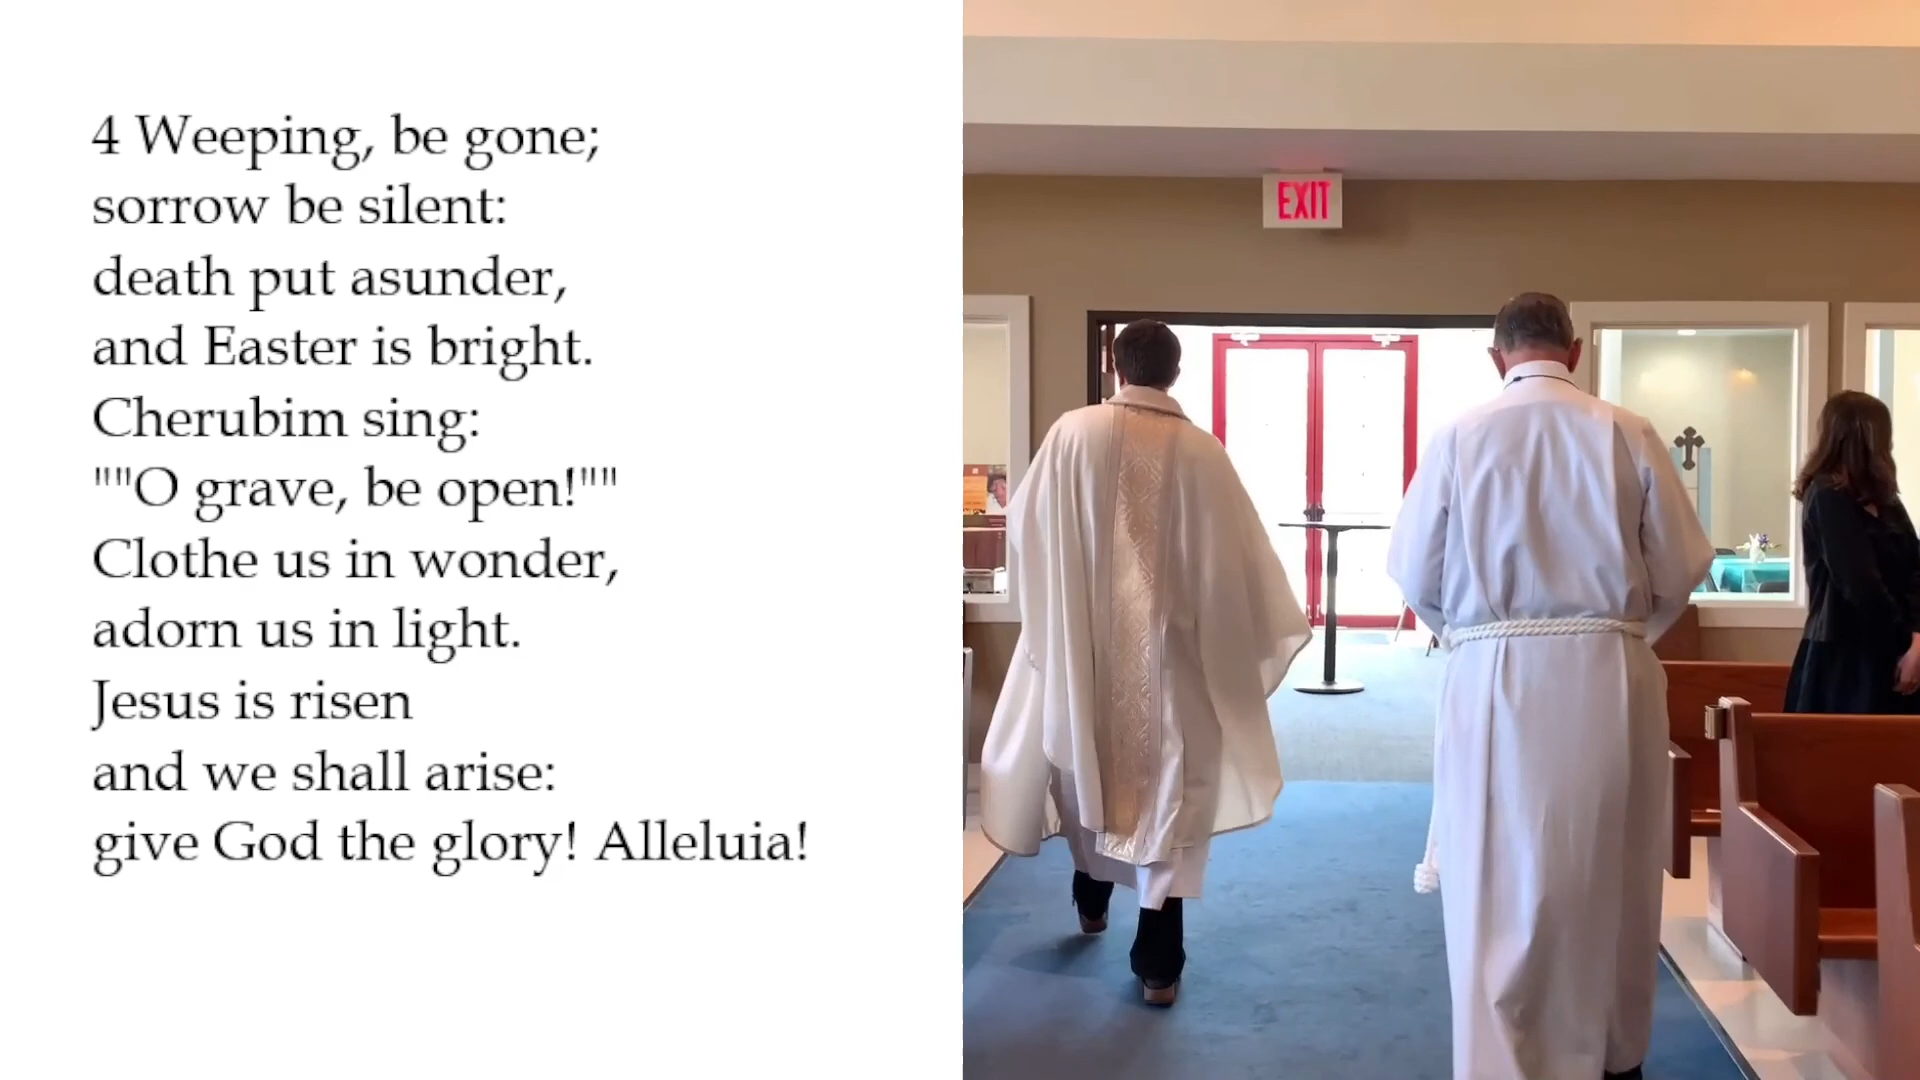 4 Weeping, be gone;
sorrow be silent:
death put asunder,
and Easter is bright.
Cherubim sing:
""O grave, be open!""
Clothe us in wonder,
adorn us in light.
Jesus is risen
and we shall arise:
give God the glory! Alleluia!
EXIT